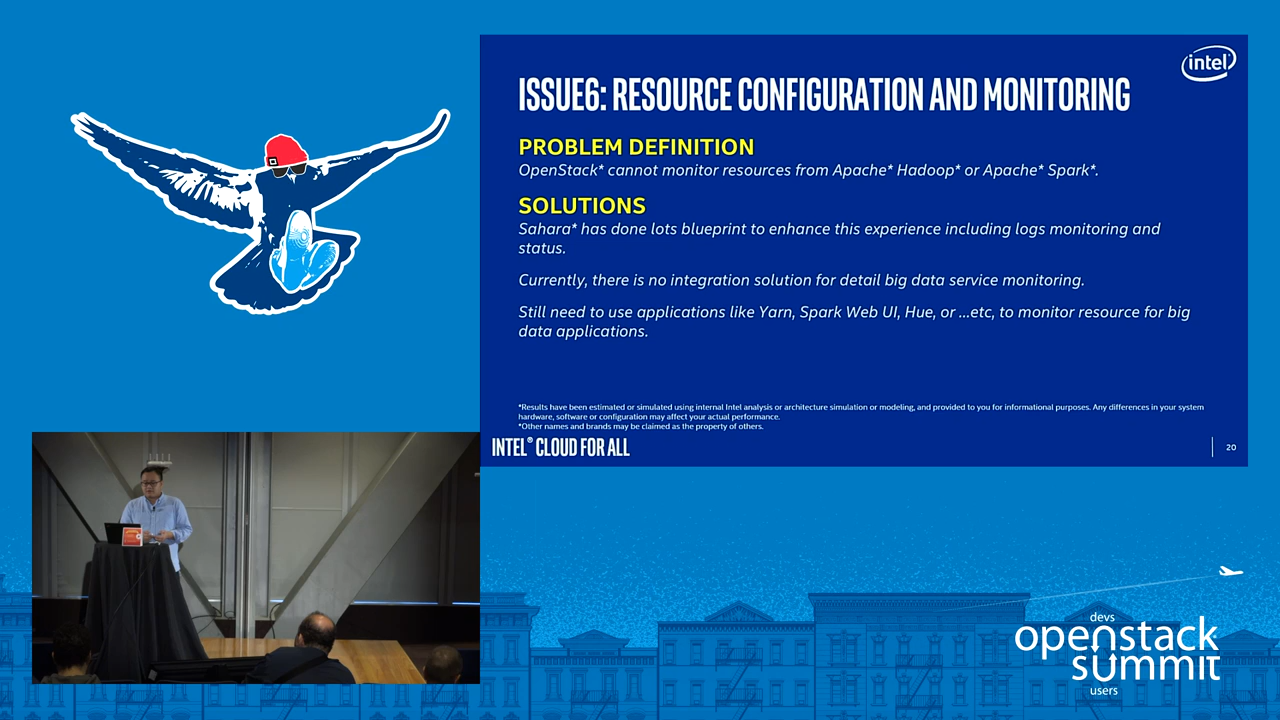 intel
ISSUE6: RESOURCE CONFIGURATION AND MONITORING
PROBLEM DEFINITION
OpenStack* cannot monitor resources from Apache* Hadoop* or Apache* Spark*.
SOLUTIONS
Sahara* has done lots blueprint to enhance this experience including logs monitoring and
status.
Currently, there is no integration solution for detail big data service monitoring.
Still need to use applications like Yarn, Spark Web UI, Hue, or ...etc, to monitor resource for big
data applications.
*Results have been estimated or simulated using internal Intel analysis or architecture simulation or modeling, and provided to you for informational purposes. Any differences in your system
hardware, software or configuration may affect your actual performance.
*Other names and brands may be claimed as the property of others.
INTEL® CLOUD FOR ALL
20
devs
openstack
summit
users